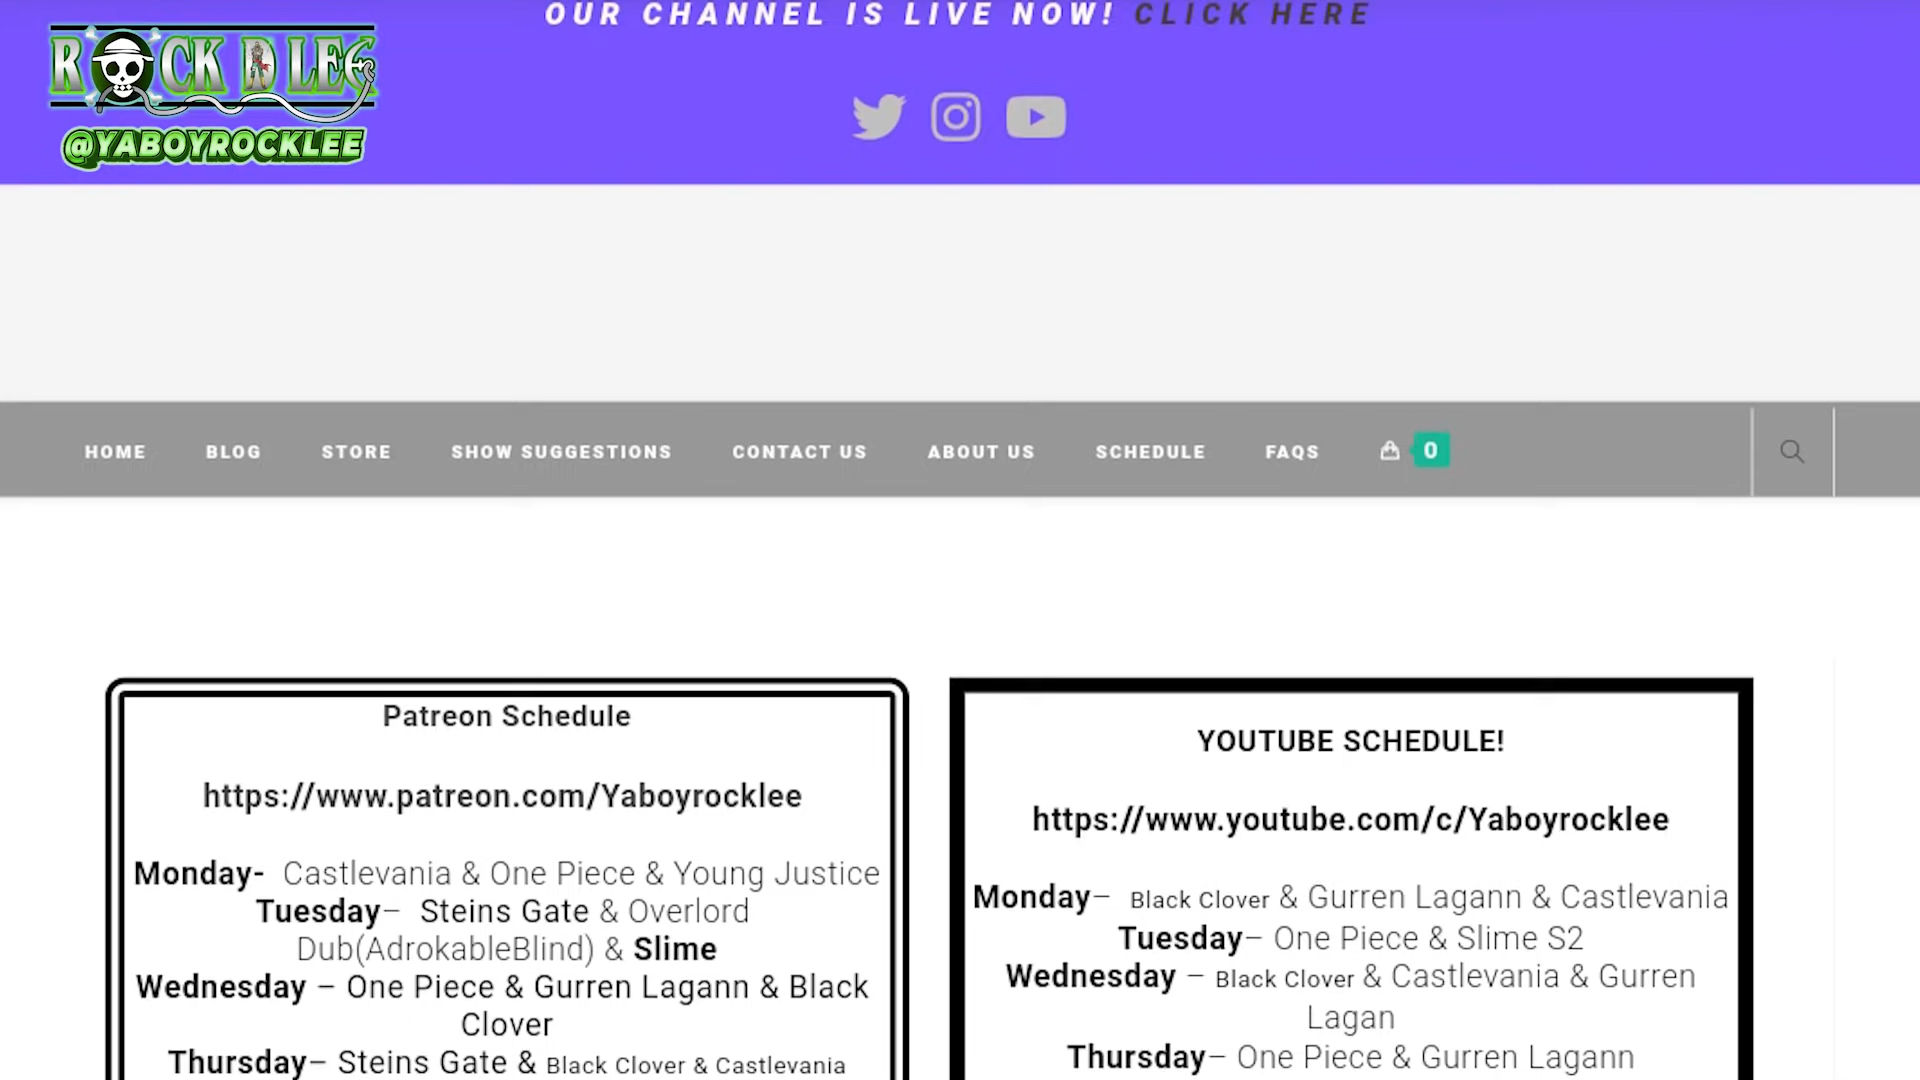 OUR CHANNEL IS LIVE NOW! CLICK HERE
ROCK D LEE
@YABOYROCKLEE
HOME BLOG STORE SHOW SUGGESTIONS CONTACT US ABOUT US SCHEDULE FAQS 0
Patreon Schedule
https://www.patreon.com/Yaboyrocklee
Monday- Castlevania & One Piece & Young Justice
Tuesday– Steins Gate & Overlord
Dub(AdrokableBlind) & Slime
Wednesday – One Piece & Gurren Lagann & Black
Clover
Thursday– Steins Gate & Black Clover & Castlevania
YOUTUBE SCHEDULE!
https://www.youtube.com/c/Yaboyrocklee
Monday– Black Clover & Gurren Lagann & Castlevania
Tuesday– One Piece & Slime S2
Wednesday – Black Clover & Castlevania & Gurren
Lagan
Thursday– One Piece & Gurren Lagann